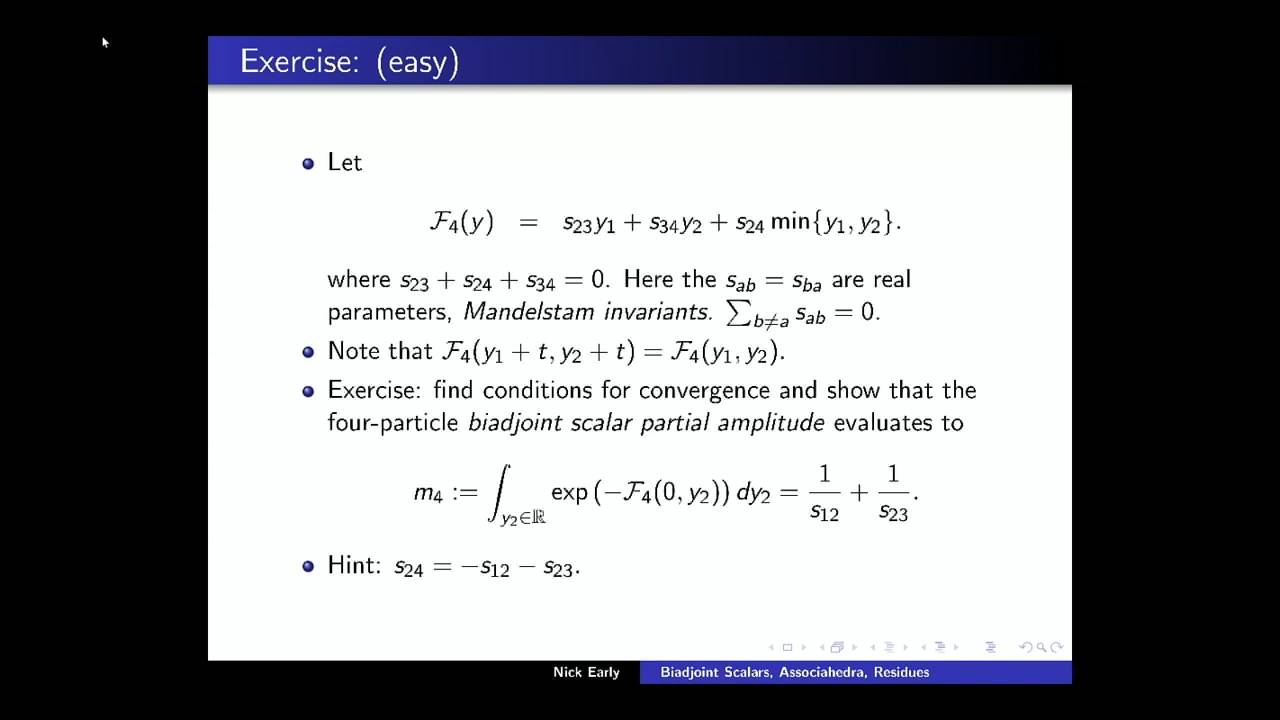 Exercise: (easy)
Let
F₄(y) = s₂₃y₁ + s₃₄y₂ + s₂₄ min{y₁, y₂}.
where s₂₃ + s₂₄ + s₃₄ = 0. Here the s_ab = s_ba are real
parameters, Mandelstam invariants. ∑_{b≠a} s_ab = 0.
Note that F₄(y₁ + t, y₂ + t) = F₄(y₁, y₂).
Exercise: find conditions for convergence and show that the
four-particle biadjoint scalar partial amplitude evaluates to
m₄ := ∫_{y₂∈ℝ} exp (−F₄(0, y₂)) dy₂ = 1/s₁₂ + 1/s₂₃.
Hint: s₂₄ = −s₁₂ − s₂₃.
Nick Early
Biadjoint Scalars, Associahedra, Residues